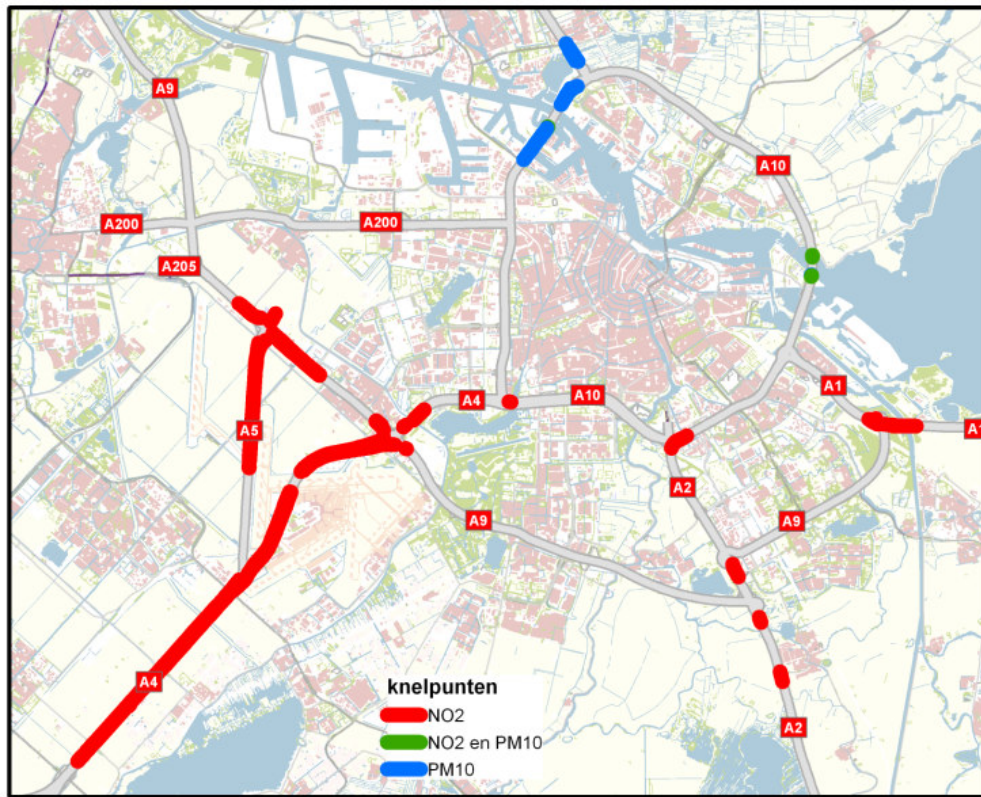 A9
A10
A200
A200
A205
A1
A4
A10
A1
A5
A2
A9
A9
A4
knelpunten
NO2
NO2 en PM10
PM10
A2